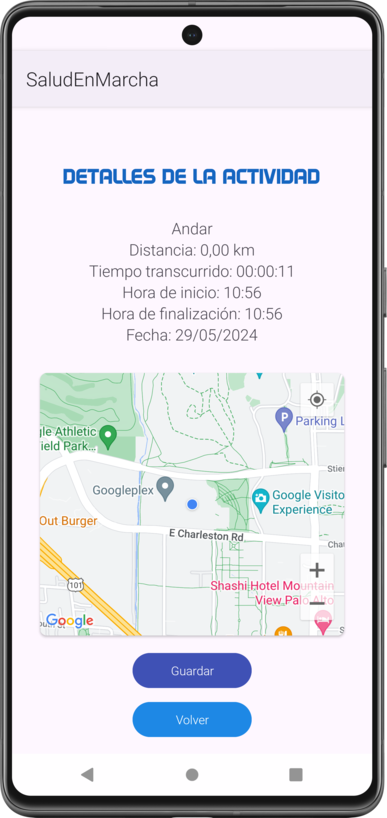 SaludEnMarcha
DETALLES DE LA ACTIVIDAD
Andar
Distancia: 0,00 km
Tiempo transcurrido: 00:00:11
Hora de inicio: 10:56
Hora de finalización: 10:56
Fecha: 29/05/2024
P
Parking L
gle Athletic
ield Park...
Stier
Googleplex
Google Visito
Experience
Out Burger
E Charleston Rd
Cha
+
101
Shashi Hotel Mountain
View Palo Alto
S
Google
Guardar
Volver